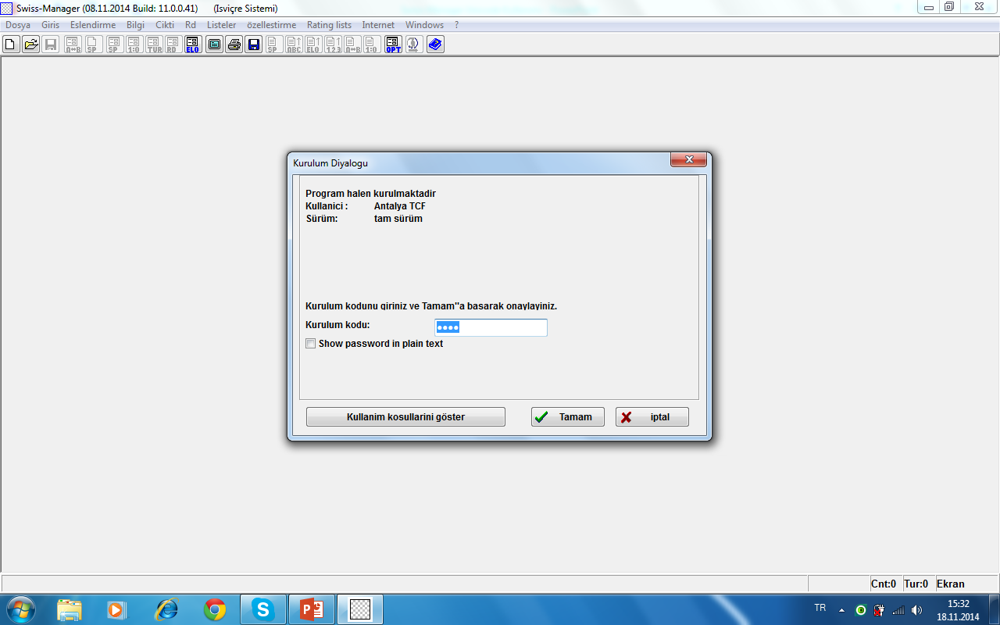 Swiss-Manager (08.11.2014 Build: 11.0.0.41) (Isviçre Sistemi)
Dosya Giris Eslendirme Bilgi Cikti Rd Listeler özellestirme Rating lists Internet Windows ?
A=B SP SP 1:0 TUR RD ELO SP ABC ELO 1.2.3 A=B 1:0 OPT
Kurulum Diyalogu
Program halen kurulmaktadir
Kullanici : Antalya TCF
Sürüm: tam sürüm
Kurulum kodunu giriniz ve Tamam"a basarak onaylayiniz.
Kurulum kodu:
Show password in plain text
Kullanim kosullarini göster Tamam iptal
Cnt:0 Tur:0 Ekran
TR 15:32
18.11.2014